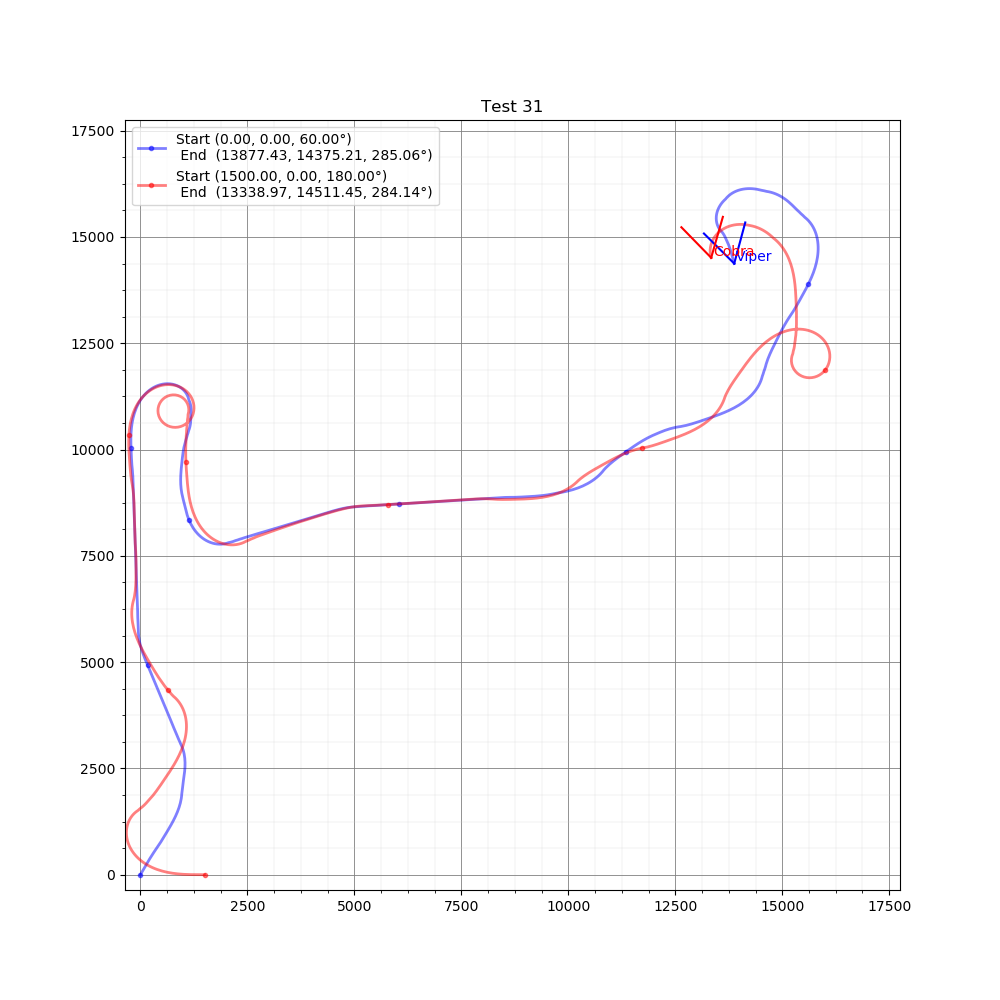 Test 31
Start (0.00, 0.00, 60.00°)
End (13877.43, 14375.21, 285.06°)
Start (1500.00, 0.00, 180.00°)
End (13338.97, 14511.45, 284.14°)
17500
15000
Cobra
Viper
12500
10000
7500
5000
2500
0
0 2500 5000 7500 10000 12500 15000 17500